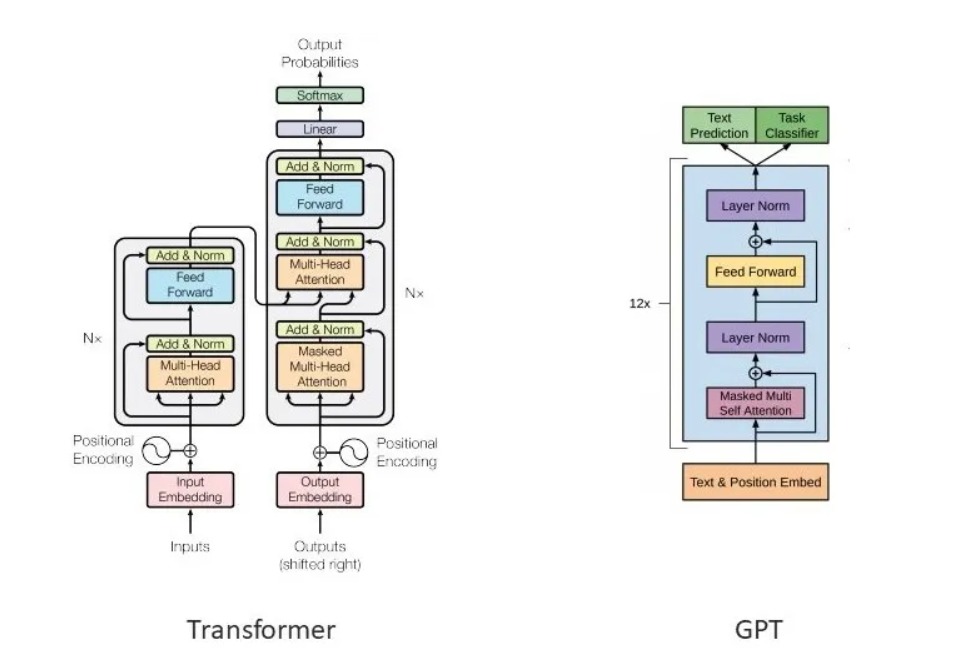 Output
Probabilities
Softmax
Linear
Add & Norm
Feed
Forward
Add & Norm
Multi-Head
Attention
Nx
Add & Norm
Masked
Multi-Head
Attention
Add & Norm
Feed
Forward
Nx
Add & Norm
Multi-Head
Attention
Positional
Encoding
Positional
Encoding
Input
Embedding
Output
Embedding
Inputs
Outputs
(shifted right)
Transformer
Text
Prediction
Task
Classifier
Layer Norm
Feed Forward
12x
Layer Norm
Masked Multi
Self Attention
Text & Position Embed
GPT